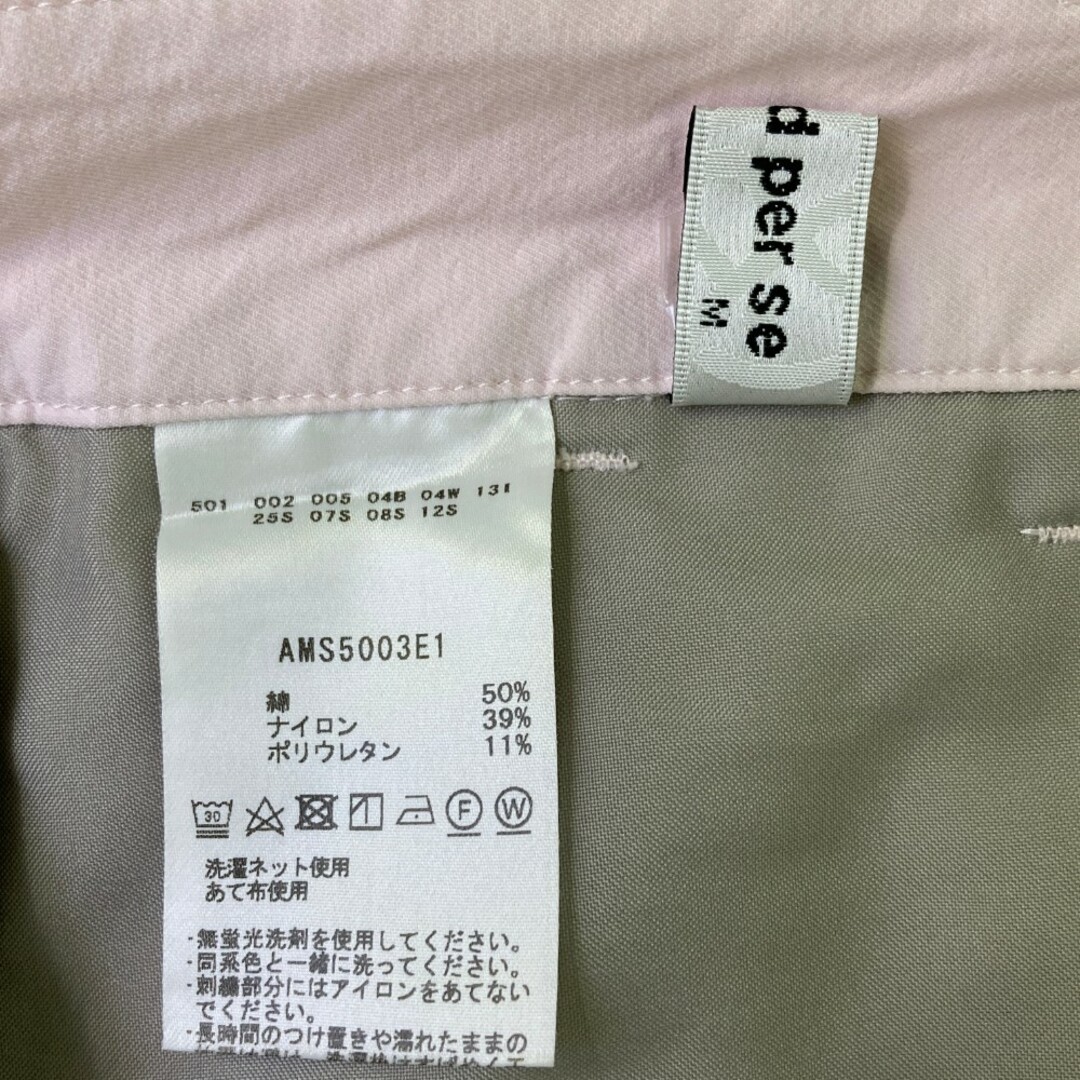 d per se
M
501 002 005 04B 04W 13I
25S 07S 08S 12S
AMS5003E1
綿 50%
ナイロン 39%
ポリウレタン 11%
30
F
W
洗濯ネット使用
あて布使用
・無蛍光洗剤を使用してください。
・同系色と一緒に洗ってください。
・刺繍部分にはアイロンをあてない
でください。
・長時間のつけ置きや濡れたままの